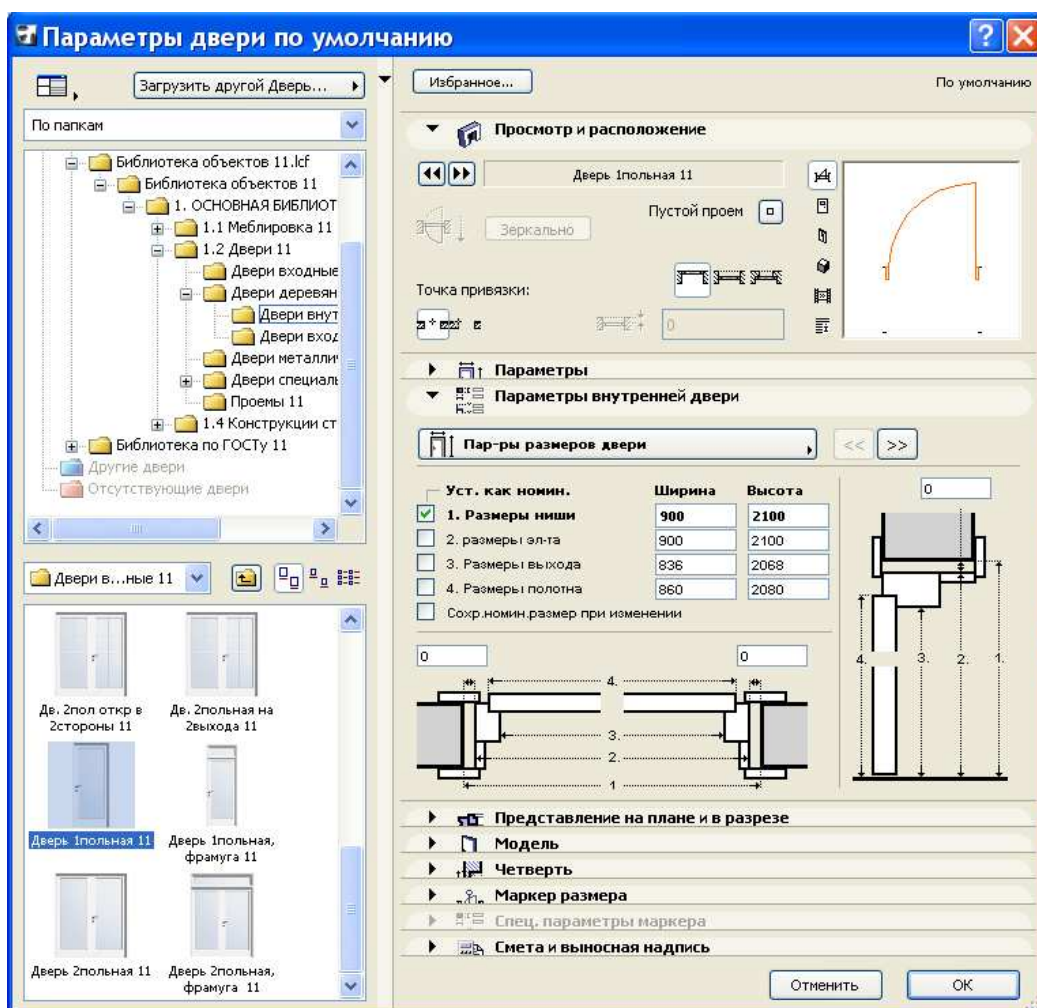 Параметры двери по умолчанию
Загрузить другой Дверь...
По папкам
Библиотека объектов 11.lcf
Библиотека объектов 11
1. ОСНОВНАЯ БИБЛИОТ
1.1 Меблировка 11
1.2 Двери 11
Двери входные
Двери деревян
Двери внут
Двери вход
Двери металлич
Двери специаль
Проемы 11
1.4 Конструкции ст
Библиотека по ГОСТу 11
Другие двери
Отсутствующие двери
Двери в...ные 11
Дв. 2пол откр в
2стороны 11
Дв. 2польная на
2выхода 11
Дверь 1польная 11
Дверь 1польная,
фрамуга 11
Дверь 2польная 11
Дверь 2польная,
фрамуга 11
Избранное...
По умолчанию
Просмотр и расположение
Дверь 1польная 11
Пустой проем
Зеркально
Точка привязки:
0
Параметры
Параметры внутренней двери
Пар-ры размеров двери
<< >>
Уст. как номин. Ширина Высота
1. Размеры ниши 900 2100
2. размеры эл-та 900 2100
3. Размеры выхода 836 2068
4. Размеры полотна 860 2080
Сохр.номин.размер при изменении
0
4. 3. 2. 1.
0 0
4.
3.
2.
1
Представление на плане и в разрезе
Модель
Четверть
Маркер размера
Спец. параметры маркера
Смета и выносная надпись
Отменить OK